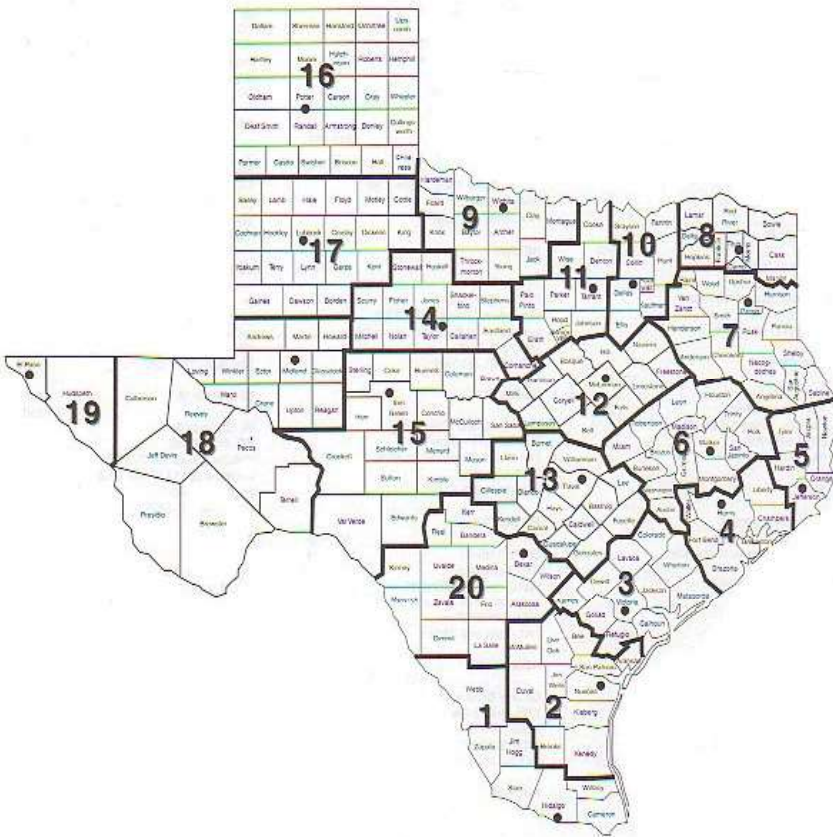 Dallam Sherman Hansford Ochiltree Lipscomb
Hartley Moore Hutchinson Roberts Hemphill
16
Oldham Potter Carson Gray Wheeler
Deaf Smith Randall Armstrong Donley Collingsworth
Parmer Castro Swisher Briscoe Hall Childress
Bailey Lamb Hale Floyd Motley Cottle
Cochran Hockley Lubbock Crosby Dickens King
17
Yoakum Terry Lynn Garza Kent Stonewall Haskell
Gaines Dawson Borden Scurry Fisher Jones Shackelford Stephens
14
Andrews Martin Howard Mitchell Nolan Taylor Callahan Eastland
Hardeman
Foard Wilbarger Wichita
9
Knox Baylor Archer Clay Montague Cooke
Throckmorton Young Jack
Wise Denton
11
Palo Pinto Parker Tarrant
Hood Johnson
Grayson Fannin
10
Collin Hunt
Dallas Kaufman
Ellis
Lamar Red River Bowie
8
Delta
Hopkins Cass
Wood Upshur Harrison
Van Zandt Smith Rusk Panola
7
Henderson Anderson Cherokee Nacogdoches Shelby
Angelina Sabine
El Paso
Hudspeth
19
Culberson
Loving Winkler Ector Midland Glasscock
Ward Crane Upton Reagan
Reeves
18
Jeff Davis Pecos
Presidio Brewster Terrell
Sterling Coke Runnels Coleman Brown Comanche
Irion Tom Green Concho McCulloch San Saba
15
Crockett Schleicher Menard Mason
Sutton Kimble
Val Verde Edwards
Bosque Hill Navarro Freestone
McLennan Limestone
12
Mills Coryell Falls
Lampasas Bell
Leon Houston
Madison Trinity Polk
6
Walker San Jacinto
Milam Brazos Grimes
Burleson Montgomery
Tyler Jasper Newton
5
Hardin Orange
Jefferson
Liberty
Harris Chambers
4
Fort Bend
Brazoria
Llano Burnet Williamson
13
Gillespie Blanco Travis Lee
Hays Bastrop
Kendall Comal Caldwell Fayette
Guadalupe Gonzales
Austin Colorado
Lavaca Wharton
3
Dewitt Jackson Matagorda
Goliad Victoria
Calhoun
Refugio
Real Kerr
Bandera
Kinney Uvalde Medina Bexar
Wilson Karnes
20
Maverick Zavala Frio Atascosa
Dimmit La Salle
McMullen Live Oak Bee
San Patricio
Webb Duval Jim Wells Nueces
1
2
Kleberg
Zapata Jim Hogg Brooks Kenedy
Starr Hidalgo Willacy
Cameron